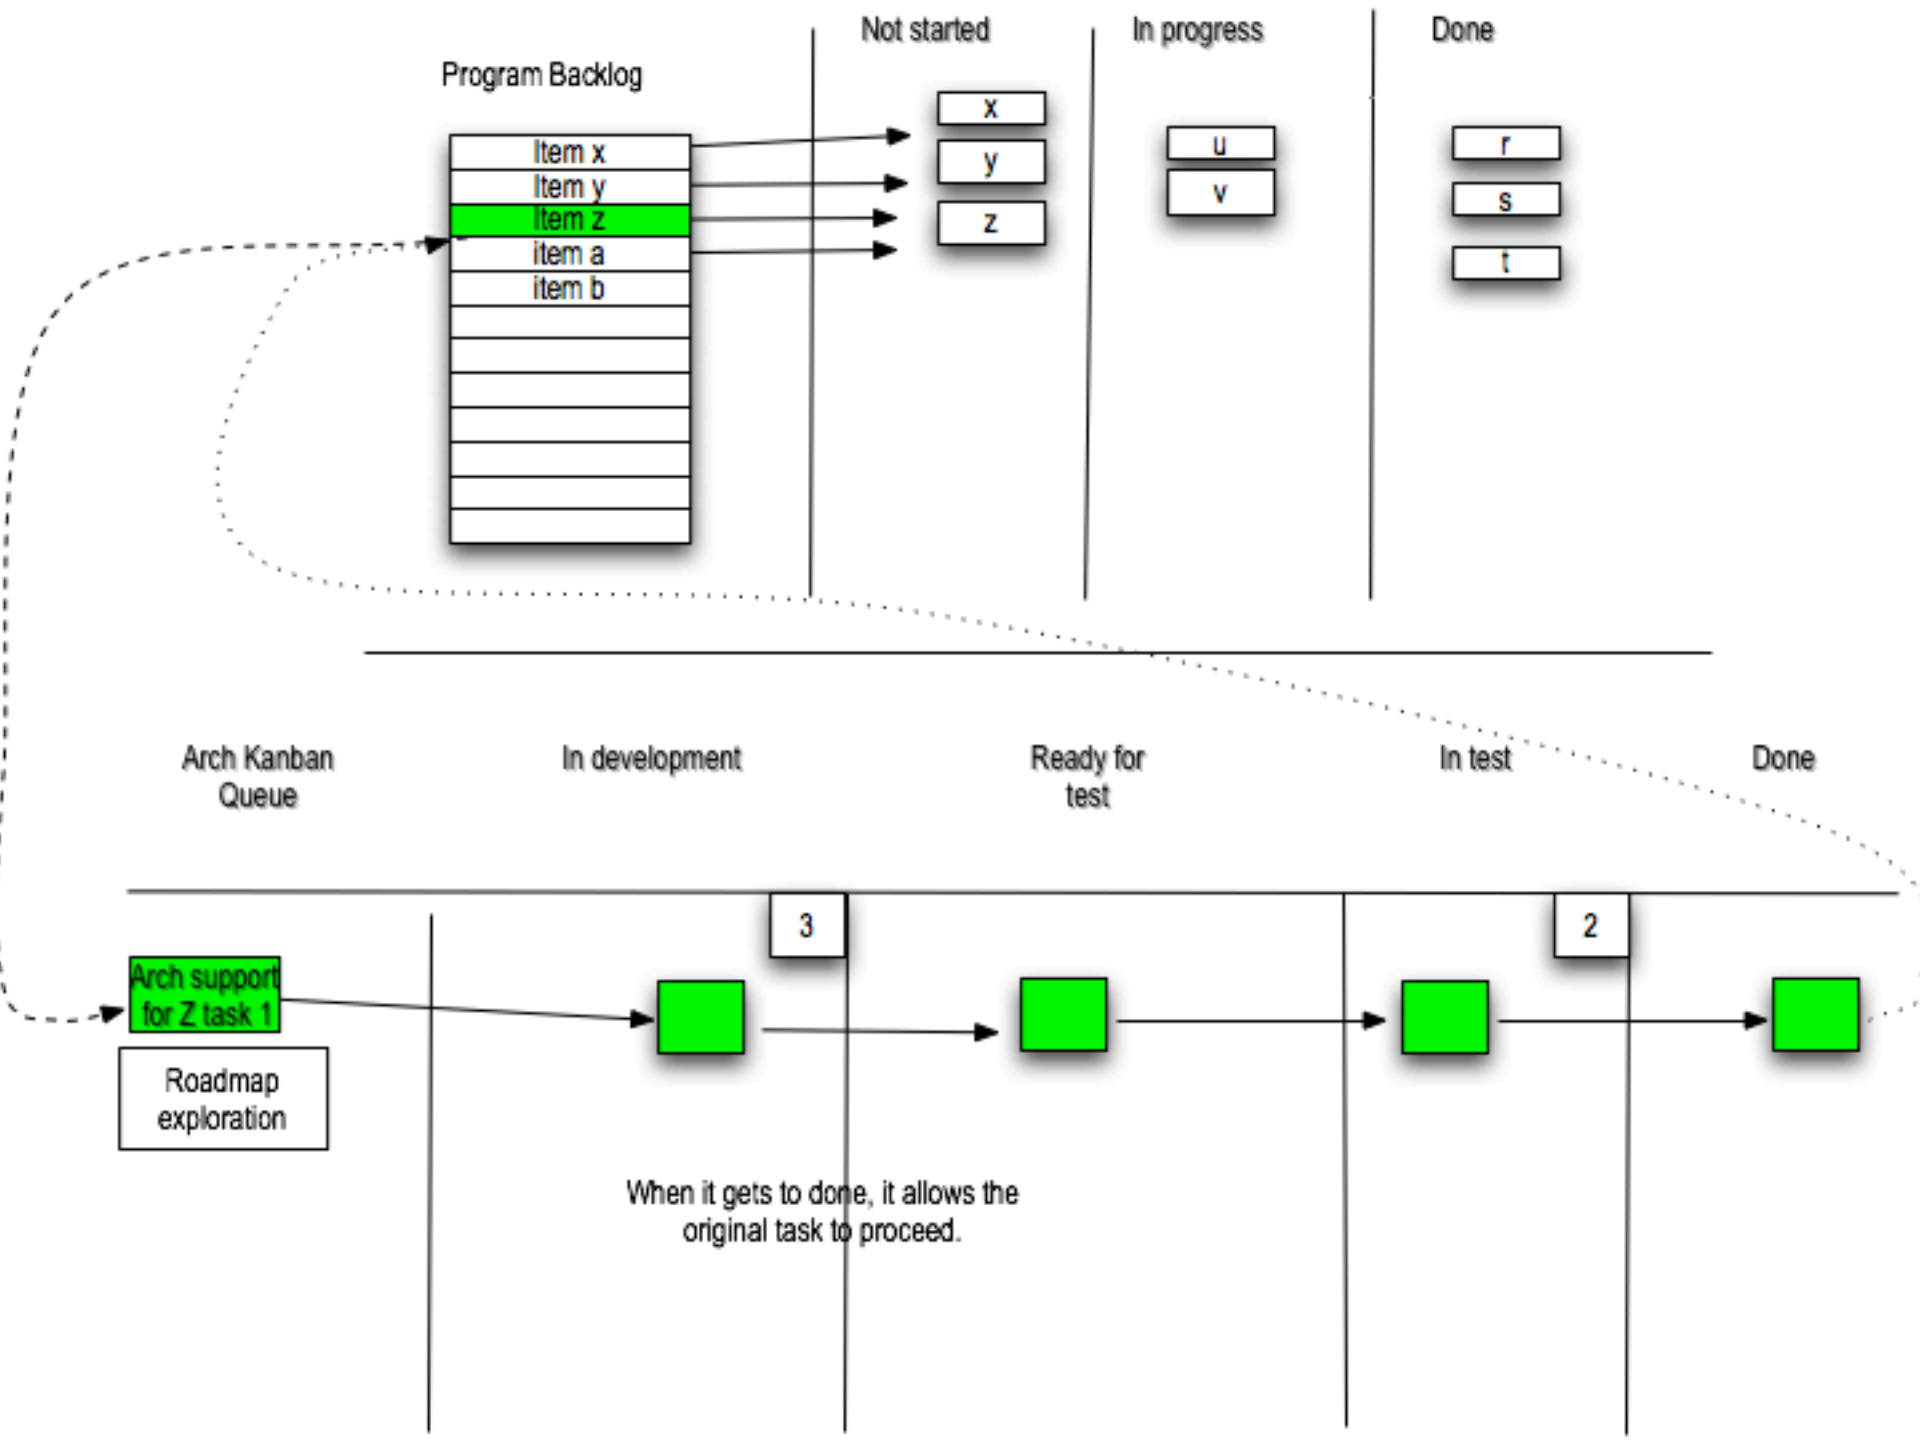 Not started
In progress
Done
Program Backlog
Item x
Item y
Item z
item a
item b
x
y
z
u
v
r
s
t
Arch Kanban
Queue
In development
Ready for
test
In test
Done
3
2
Arch support
for Z task 1
Roadmap
exploration
When it gets to done, it allows the
original task to proceed.